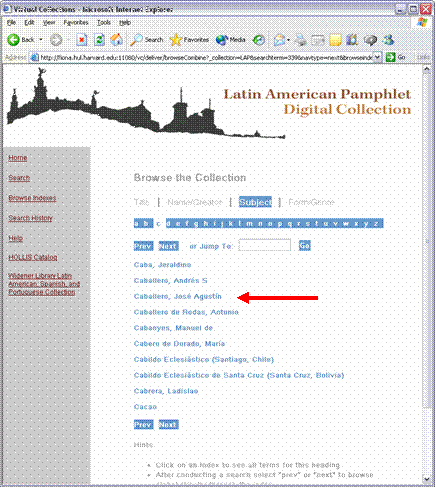 Virtual Collections - Microsoft Internet Explorer
File Edit View Favorites Tools Help
Back Search Favorites Media
Address http://fiona.hul.harvard.edu:11080/vc/deliver/browseCombine?_collection=LAP&searchterms=339&navtype=next&browseindex Go Links
Latin American Pamphlet
Digital Collection
Home
Search
Browse Indexes
Search History
Help
HOLLIS Catalog
Widener Library Latin
American, Spanish, and
Portuguese Collection
Browse the Collection
Title | Name/Creator | Subject | Form/Genre
a b c d e f g h i j k l m n o p q r s t u v w x y z
Prev Next or Jump To: Go
Caba, Jeraldino
Caballero, Andrés S
Caballero, José Agustín
Caballero de Rodas, Antonio
Cabanyes, Manuel de
Cabero de Dorado, María
Cabildo Eclesiástico (Santiago, Chile)
Cabildo Eclesiástico de Santa Cruz (Santa Cruz, Bolivia)
Cabrera, Ladislao
Cacao
Prev Next
Hints
• Click on an index to see all terms for this heading
• After conducting a search select "prev" or "next" to browse